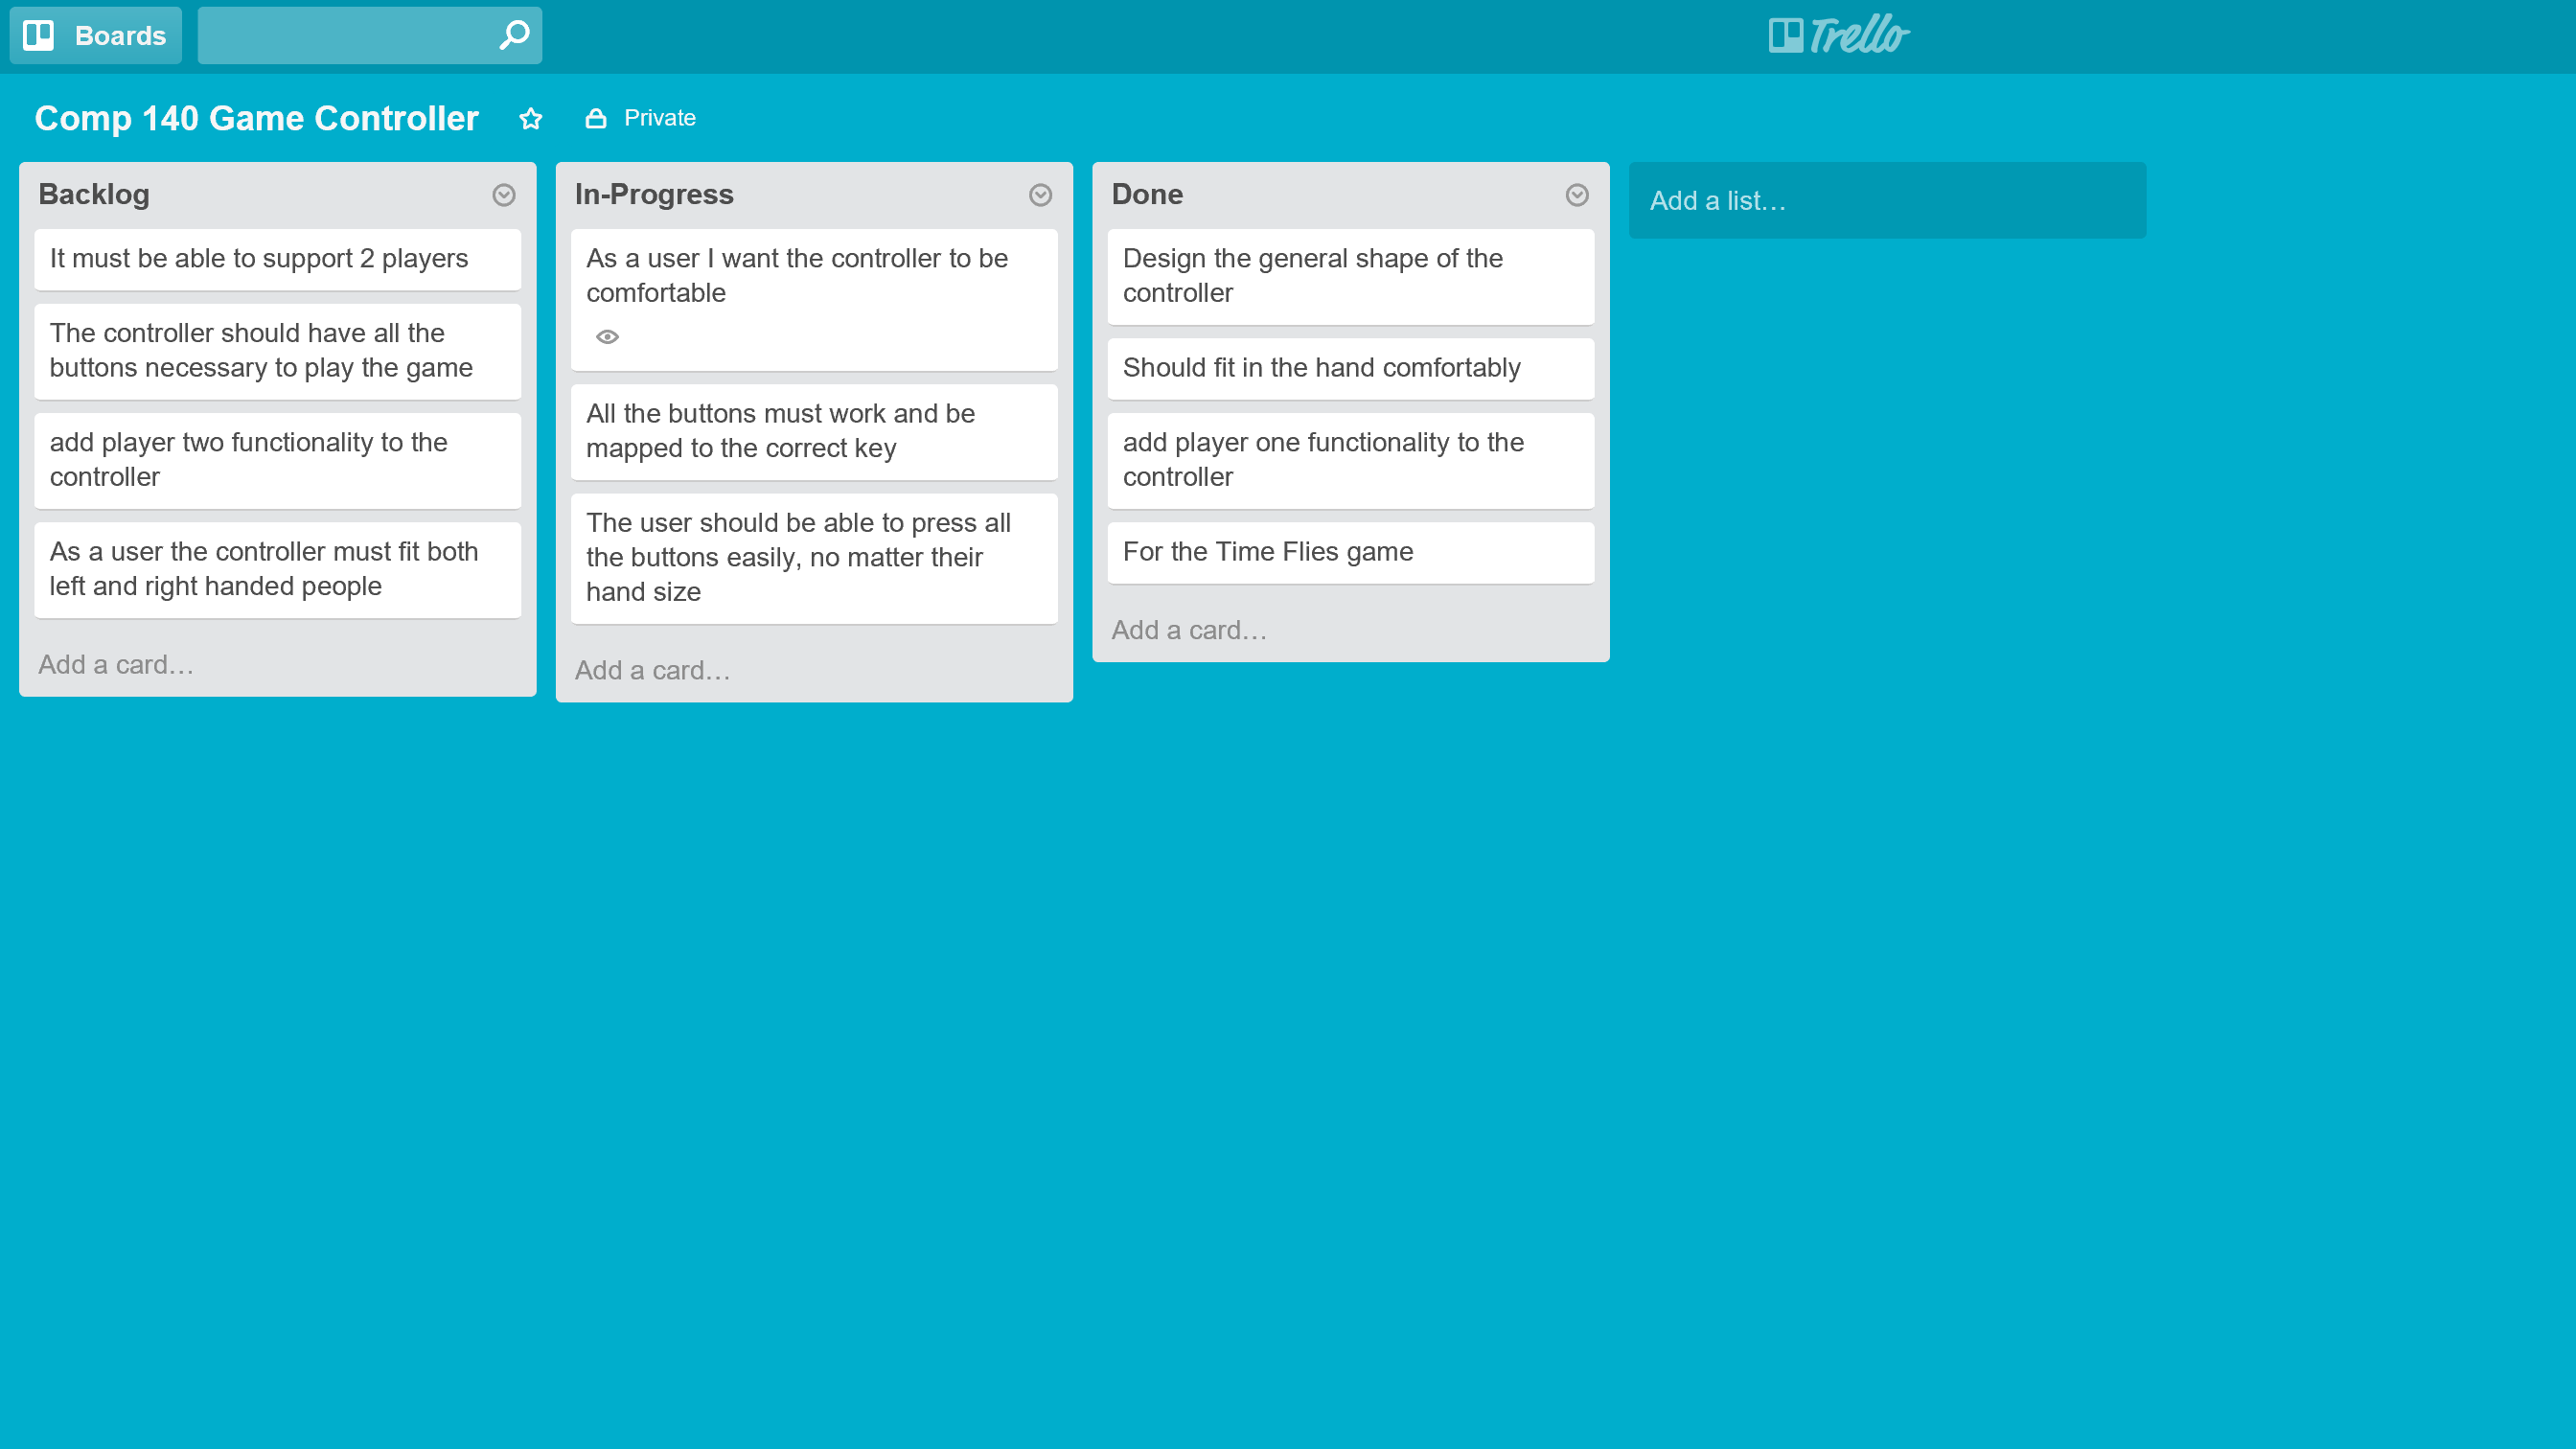 Boards
Trello
Comp 140 Game Controller
Private
Backlog
It must be able to support 2 players
The controller should have all the
buttons necessary to play the game
add player two functionality to the
controller
As a user the controller must fit both
left and right handed people
Add a card…
In-Progress
As a user I want the controller to be
comfortable
All the buttons must work and be
mapped to the correct key
The user should be able to press all
the buttons easily, no matter their
hand size
Add a card…
Done
Design the general shape of the
controller
Should fit in the hand comfortably
add player one functionality to the
controller
For the Time Flies game
Add a card…
Add a list…